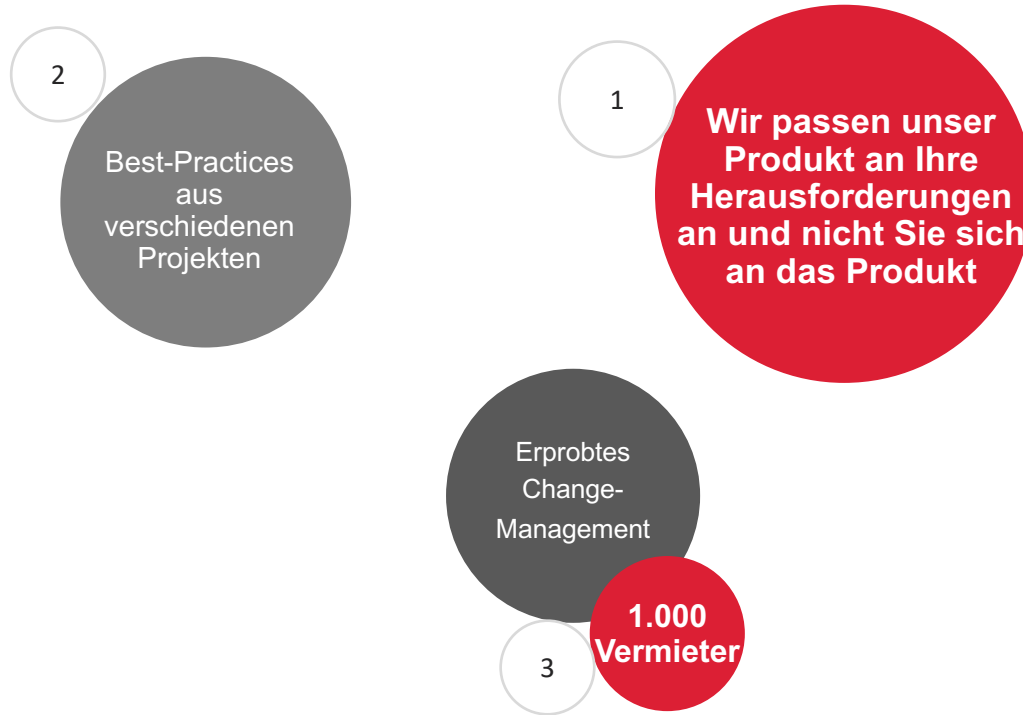 1
Wir passen unser
Produkt an Ihre
Herausforderungen
an und nicht Sie sich
an das Produkt
2
Best-Practices
aus
verschiedenen
Projekten
Erprobtes
Change-
Management
3
1.000
Vermieter